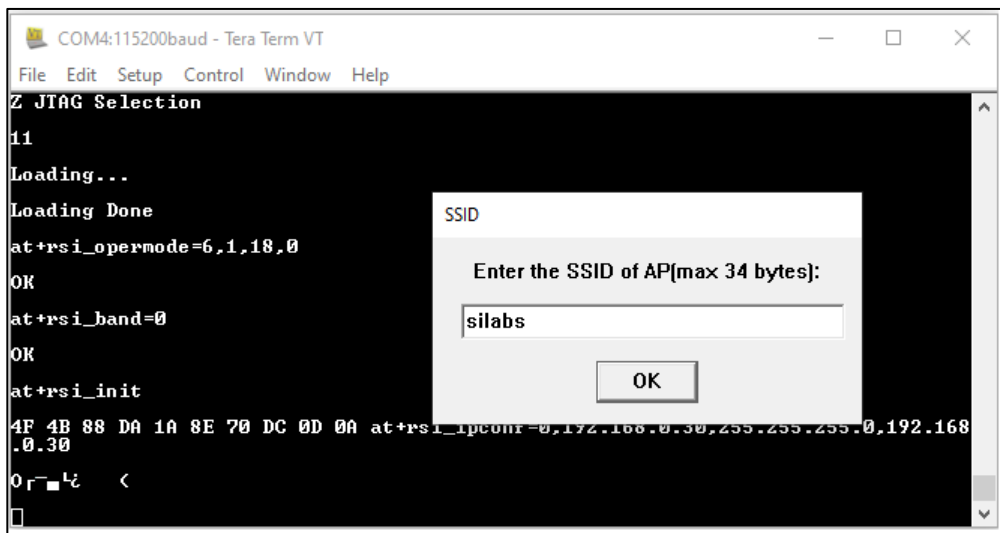 COM4:115200baud - Tera Term VT
File Edit Setup Control Window Help
Z JTAG Selection
11
Loading...
Loading Done
at+rsi_opermode=6,1,18,0
OK
at+rsi_band=0
OK
at+rsi_init
4F 4B 88 DA 1A 8E 70 DC 0D 0A at+rsi_ipconf=0,192.168.0.30,255.255.255.0,192.168
.0.30
SSID
Enter the SSID of AP(max 34 bytes):
silabs
OK